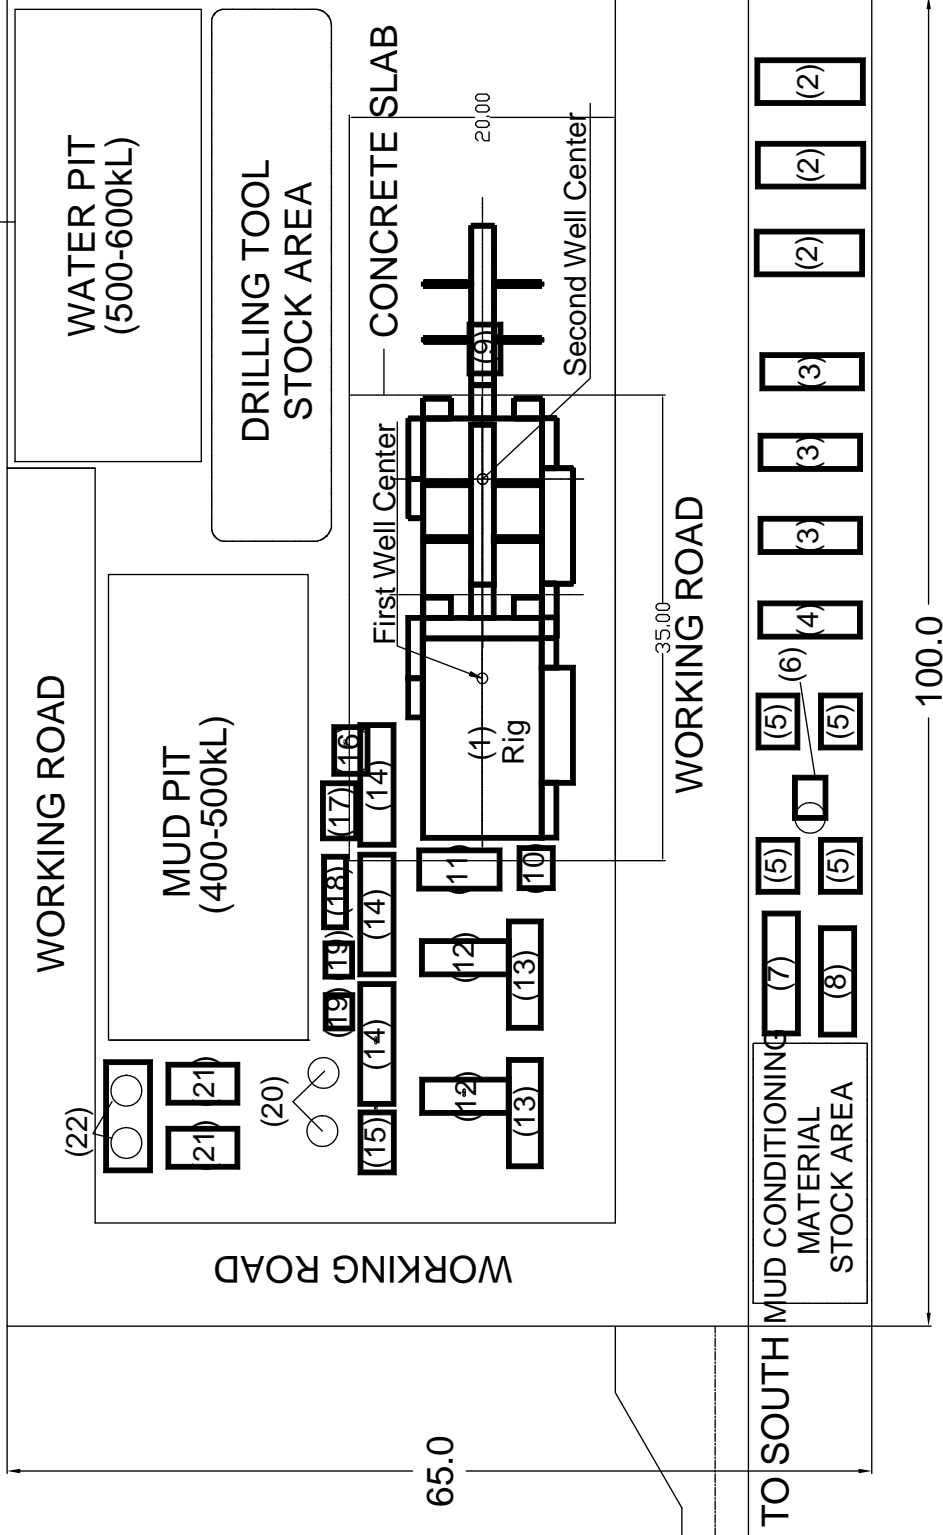 WATER PIT
(500-600kL)
DRILLING TOOL
STOCK AREA
CONCRETE SLAB
20.00
Second Well Center
(9)
First Well Center
(1)
Rig
35.00
WORKING ROAD
WORKING ROAD
MUD PIT
(400-500kL)
(16)
(14)
(17)
(18)
(14)
(19)
(19)
(14)
(15)
11
10
(12)
(13)
(12)
(13)
(20)
(21)
(21)
(22)
WORKING ROAD
(2)
(2)
(2)
(3)
(3)
(3)
(4)
(6)
(5)
(5)
(5)
(5)
(7)
(8)
MUD CONDITIONING
MATERIAL
STOCK AREA
TO SOUTH
100.0
65.0